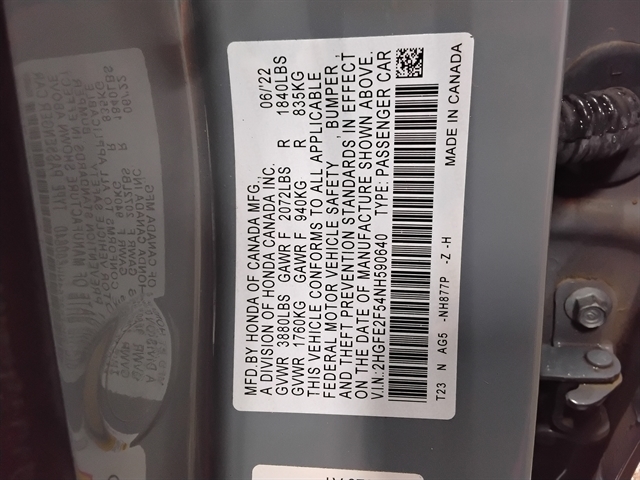 MFD.BY HONDA OF CANADA MFG., 06/'22
A DIVISION OF HONDA CANADA INC.
GVWR 3880LBS GAWR F 2072LBS R 1840LBS
GVWR 1760KG GAWR F 940KG R 835KG
THIS VEHICLE CONFORMS TO ALL APPLICABLE
FEDERAL MOTOR VEHICLE SAFETY , BUMPER,
AND THEFT PREVENTION STANDARDS IN EFFECT
ON THE DATE OF MANUFACTURE SHOWN ABOVE.
V.I.N:2HGFE2F54NH590640 TYPE: PASSENGER CAR
T23 N AG5 -NH877P -Z -H
MADE IN CANADA